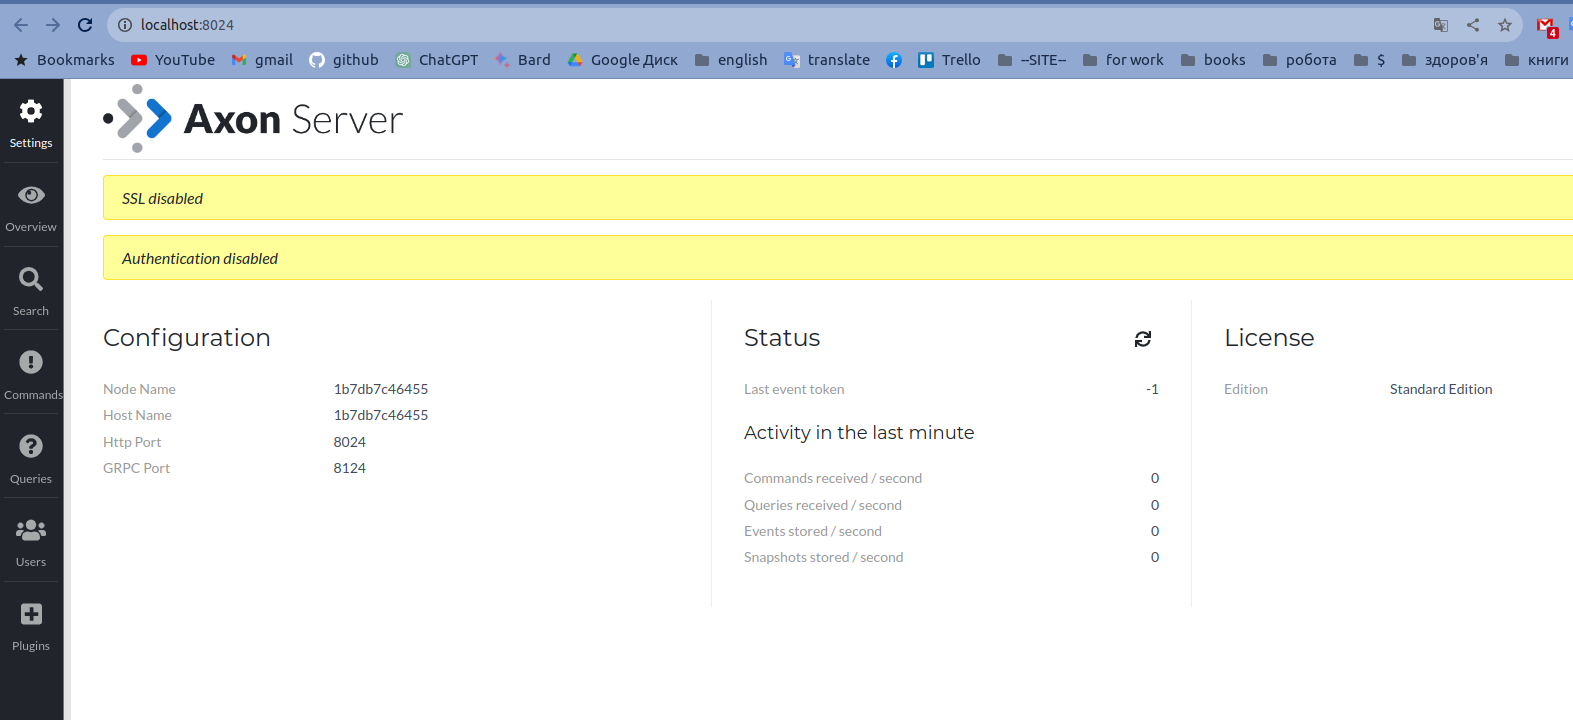 localhost:8024
4
Bookmarks YouTube gmail github ChatGPT Bard Google Диск english translate Trello --SITE-- for work books робота $ здоров'я книги
Settings
Overview
Search
Commands
Queries
Users
Plugins
Axon Server
SSL disabled
Authentication disabled
Configuration
Node Name 1b7db7c46455
Host Name 1b7db7c46455
Http Port 8024
GRPC Port 8124
Status
Last event token -1
Activity in the last minute
Commands received / second 0
Queries received / second 0
Events stored / second 0
Snapshots stored / second 0
License
Edition Standard Edition